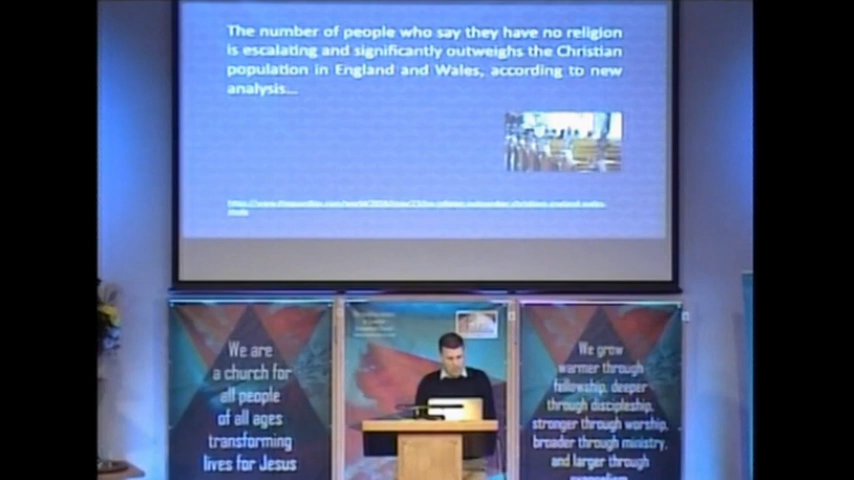 The number of people who say they have no religion
is escalating and significantly outweighs the Christian
population in England and Wales, according to new
analysis...
We are
a church for
all people
of all ages
transforming
lives for Jesus
We grow
warmer through
fellowship, deeper
through discipleship,
stronger through worship,
broader through ministry,
and larger through
evangelism